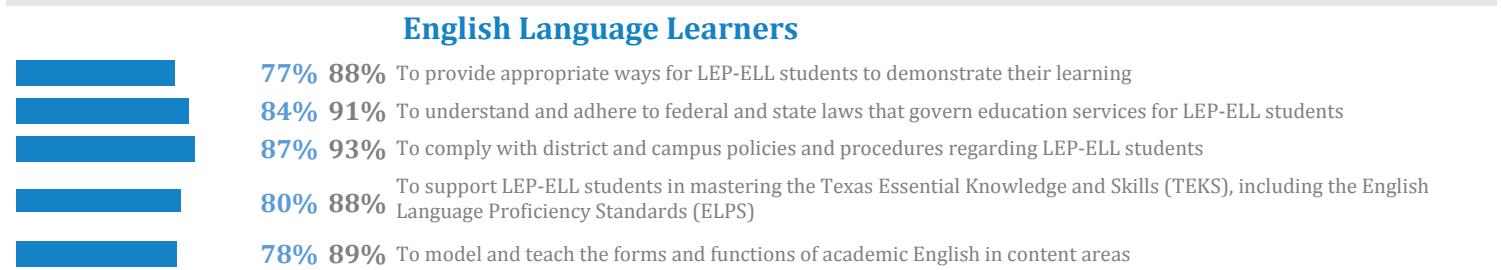 English Language Learners
77% 88% To provide appropriate ways for LEP-ELL students to demonstrate their learning
84% 91% To understand and adhere to federal and state laws that govern education services for LEP-ELL students
87% 93% To comply with district and campus policies and procedures regarding LEP-ELL students
80% 88% To support LEP-ELL students in mastering the Texas Essential Knowledge and Skills (TEKS), including the English
Language Proficiency Standards (ELPS)
78% 89% To model and teach the forms and functions of academic English in content areas